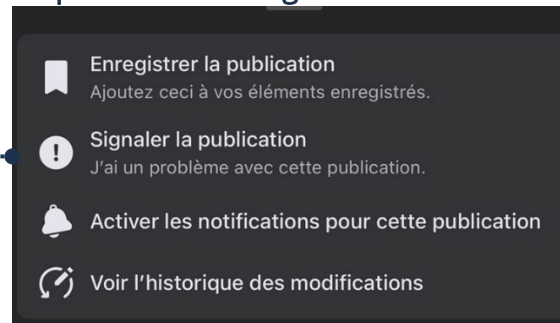 Enregistrer la publication
Ajoutez ceci à vos éléments enregistrés.
Signaler la publication
J'ai un problème avec cette publication.
Activer les notifications pour cette publication
Voir l'historique des modifications